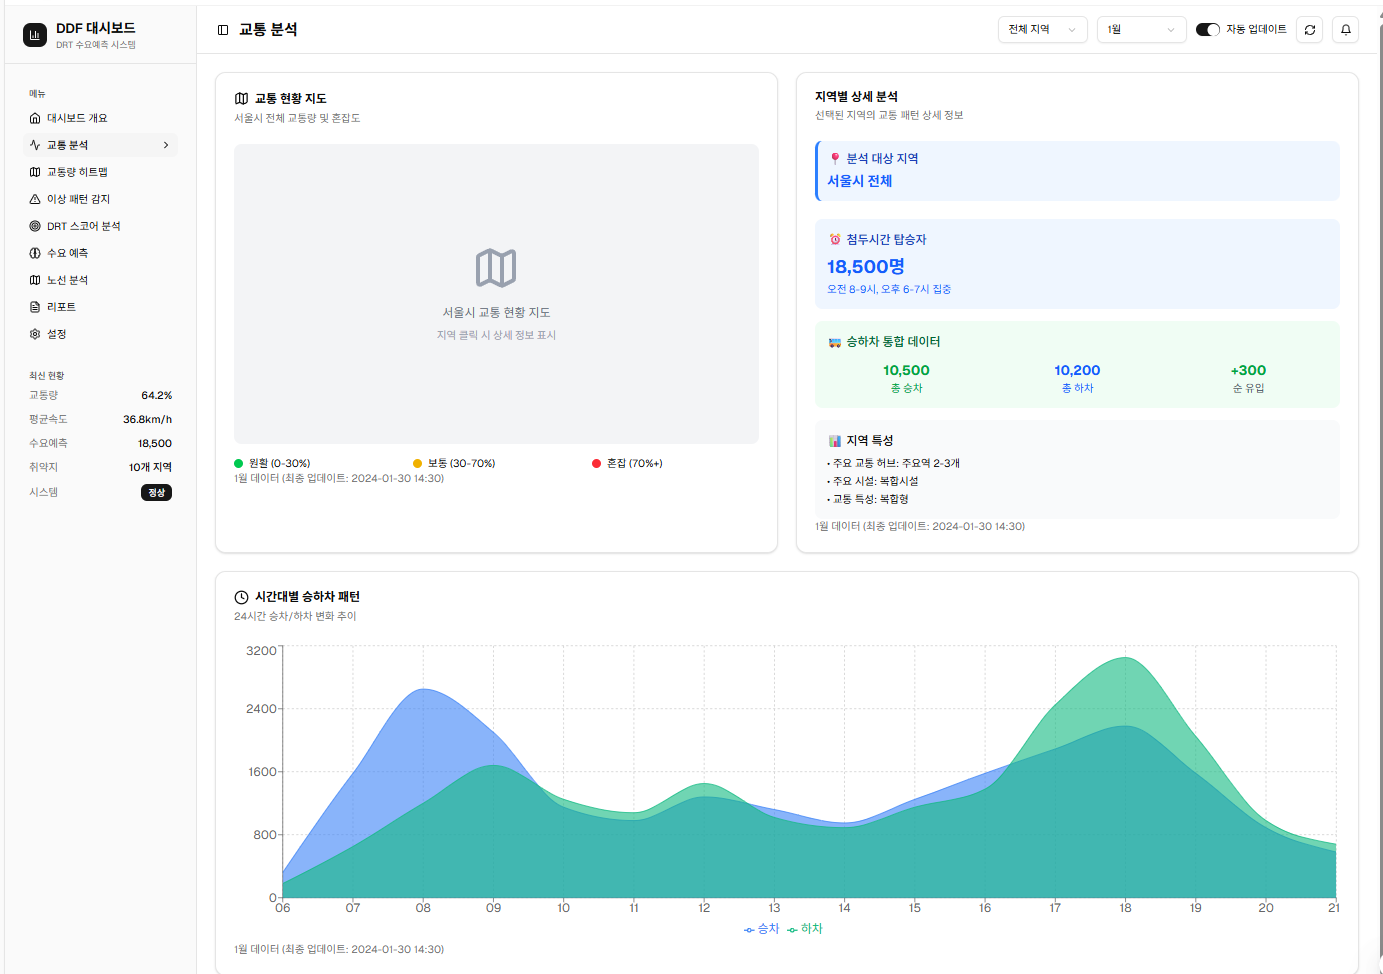 DDF 대시보드
DRT 수요예측 시스템
메뉴
대시보드 개요
교통 분석
교통량 히트맵
이상 패턴 감지
DRT 스코어 분석
수요 예측
노선 분석
리포트
설정
최신 현황
교통량 64.2%
평균속도 36.8km/h
수요예측 18,500
취약지 10개 지역
시스템 정상
교통 분석
전체 지역
1월
자동 업데이트
교통 현황 지도
서울시 전체 교통량 및 혼잡도
서울시 교통 현황 지도
지역 클릭 시 상세 정보 표시
원활 (0-30%) 보통 (30-70%) 혼잡 (70%+)
1월 데이터 (최종 업데이트: 2024-01-30 14:30)
지역별 상세 분석
선택된 지역의 교통 패턴 상세 정보
분석 대상 지역
서울시 전체
첨두시간 탑승자
18,500명
오전 8-9시, 오후 6-7시 집중
승하차 통합 데이터
10,500 10,200 +300
총 승차 총 하차 순 유입
지역 특성
• 주요 교통 허브: 주요역 2-3개
• 주요 시설: 복합시설
• 교통 특성: 복합형
1월 데이터 (최종 업데이트: 2024-01-30 14:30)
시간대별 승하차 패턴
24시간 승차/하차 변화 추이
3200
2400
1600
800
0
06 07 08 09 10 11 12 13 14 15 16 17 18 19 20 21
승차 하차
1월 데이터 (최종 업데이트: 2024-01-30 14:30)